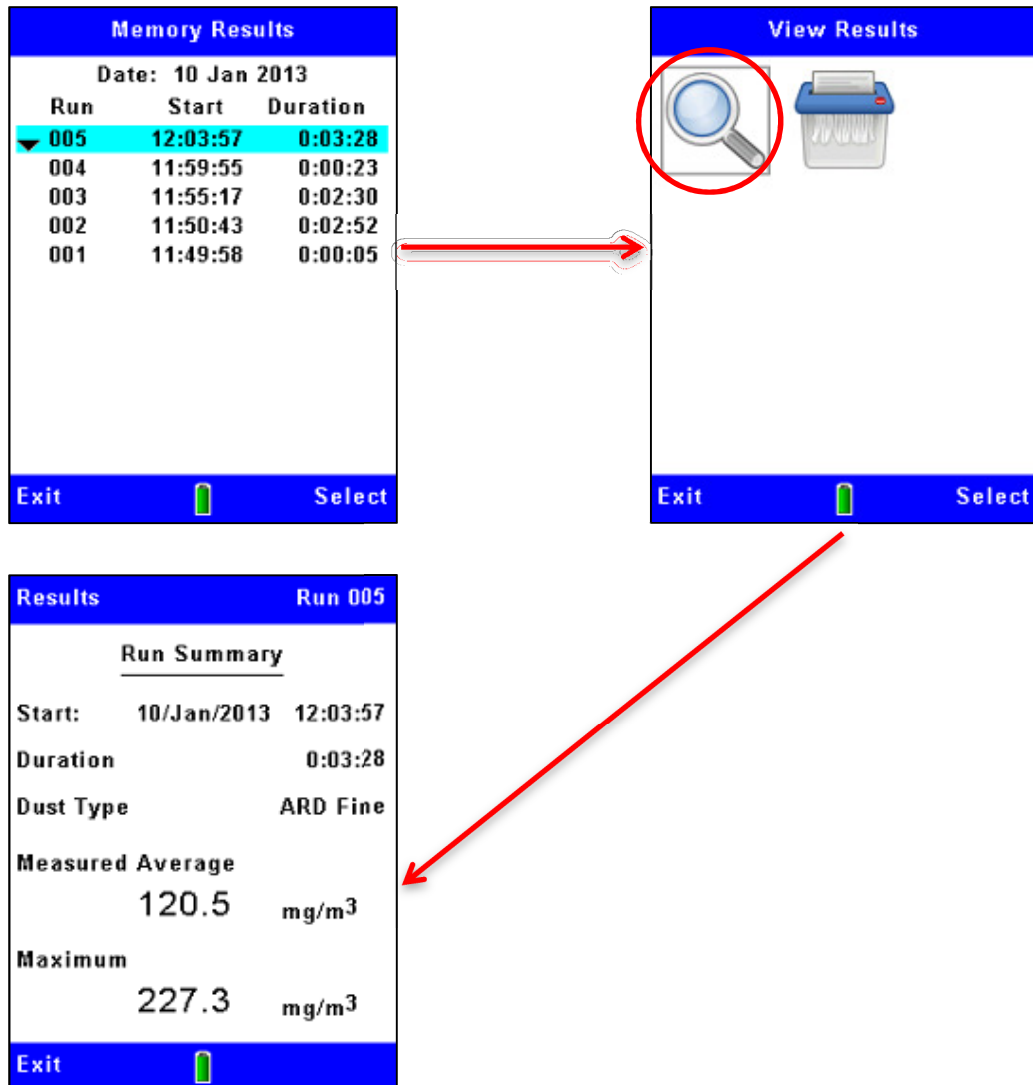 Memory Results
Date: 10 Jan 2013
Run Start Duration
005 12:03:57 0:03:28
004 11:59:55 0:00:23
003 11:55:17 0:02:30
002 11:50:43 0:02:52
001 11:49:58 0:00:05
Exit Select
View Results
Exit Select
Results Run 005
Run Summary
Start: 10/Jan/2013 12:03:57
Duration 0:03:28
Dust Type ARD Fine
Measured Average
120.5 mg/m3
Maximum
227.3 mg/m3
Exit